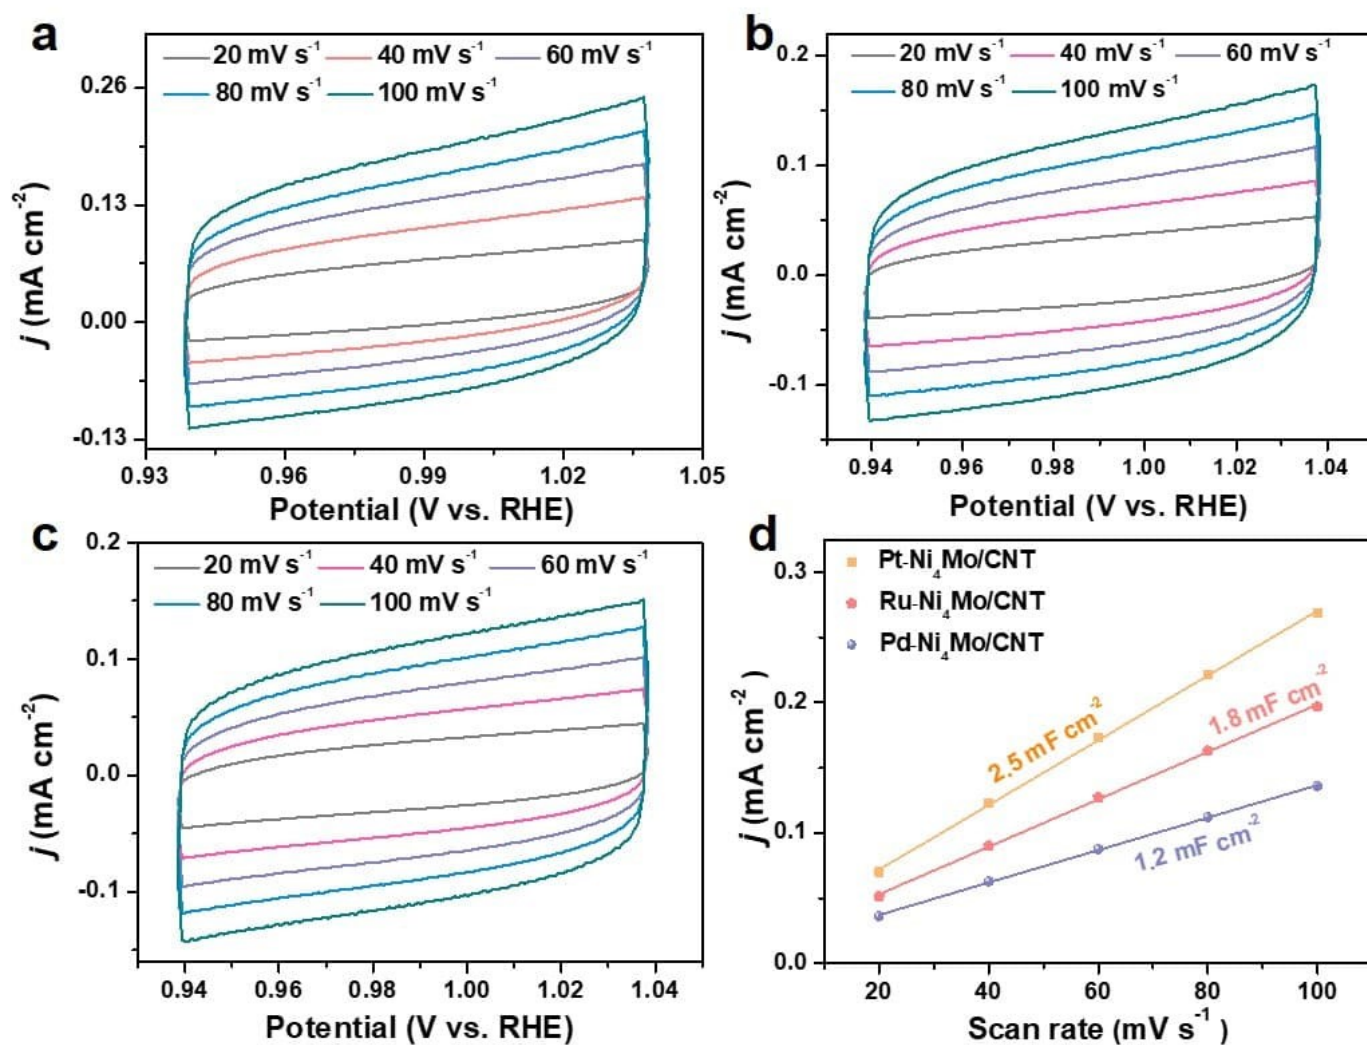 a
20 mV s⁻¹ 40 mV s⁻¹ 60 mV s⁻¹
80 mV s⁻¹ 100 mV s⁻¹
0.26
0.13
0.00
-0.13
j (mA cm⁻²)
0.93 0.96 0.99 1.02 1.05
Potential (V vs. RHE)
b
20 mV s⁻¹ 40 mV s⁻¹ 60 mV s⁻¹
80 mV s⁻¹ 100 mV s⁻¹
0.2
0.1
0.0
-0.1
j (mA cm⁻²)
0.94 0.96 0.98 1.00 1.02 1.04
Potential (V vs. RHE)
c
20 mV s⁻¹ 40 mV s⁻¹ 60 mV s⁻¹
80 mV s⁻¹ 100 mV s⁻¹
0.2
0.1
0.0
-0.1
j (mA cm⁻²)
0.94 0.96 0.98 1.00 1.02 1.04
Potential (V vs. RHE)
d
Pt-Ni₄Mo/CNT
Ru-Ni₄Mo/CNT
Pd-Ni₄Mo/CNT
2.5 mF cm⁻²
1.8 mF cm⁻²
1.2 mF cm⁻²
0.3
0.2
0.1
0.0
j (mA cm⁻²)
20 40 60 80 100
Scan rate (mV s⁻¹)